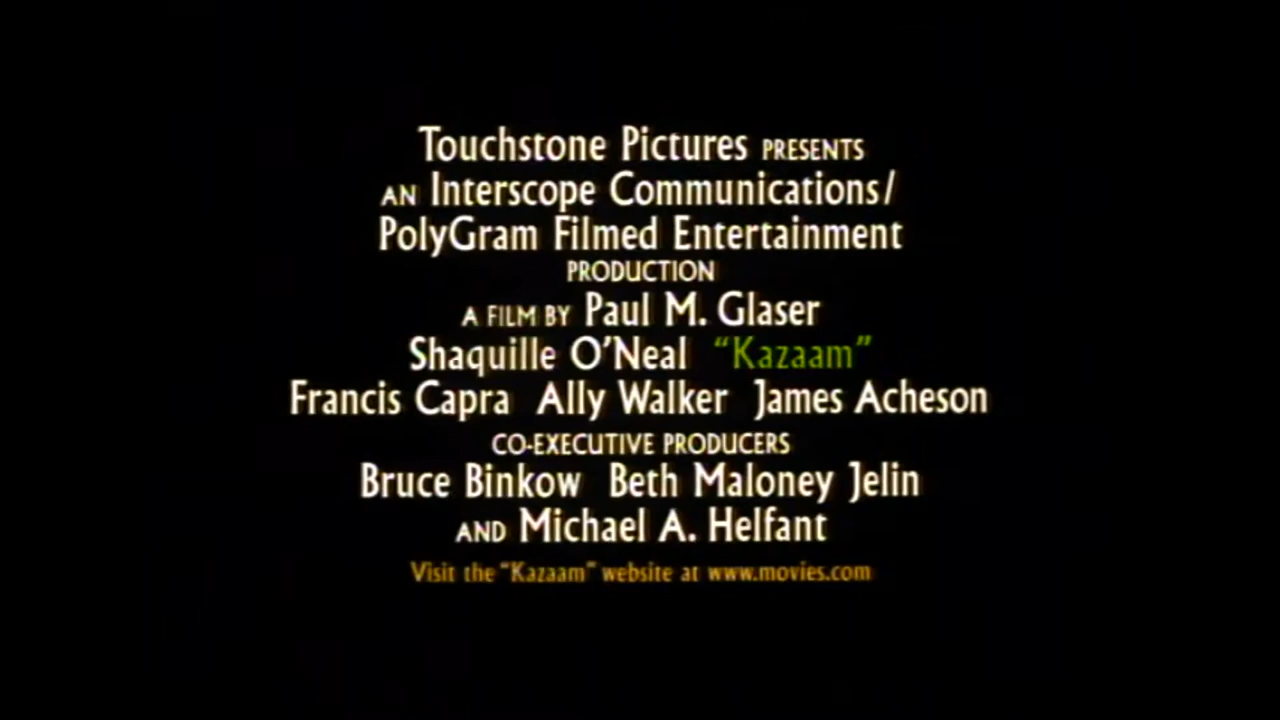 Touchstone Pictures PRESENTS
AN Interscope Communications/
PolyGram Filmed Entertainment
PRODUCTION
A FILM BY Paul M. Glaser
Shaquille O'Neal "Kazaam"
Francis Capra Ally Walker James Acheson
CO-EXECUTIVE PRODUCERS
Bruce Binkow Beth Maloney Jelin
AND Michael A. Helfant
Visit the "Kazaam" website at www.movies.com